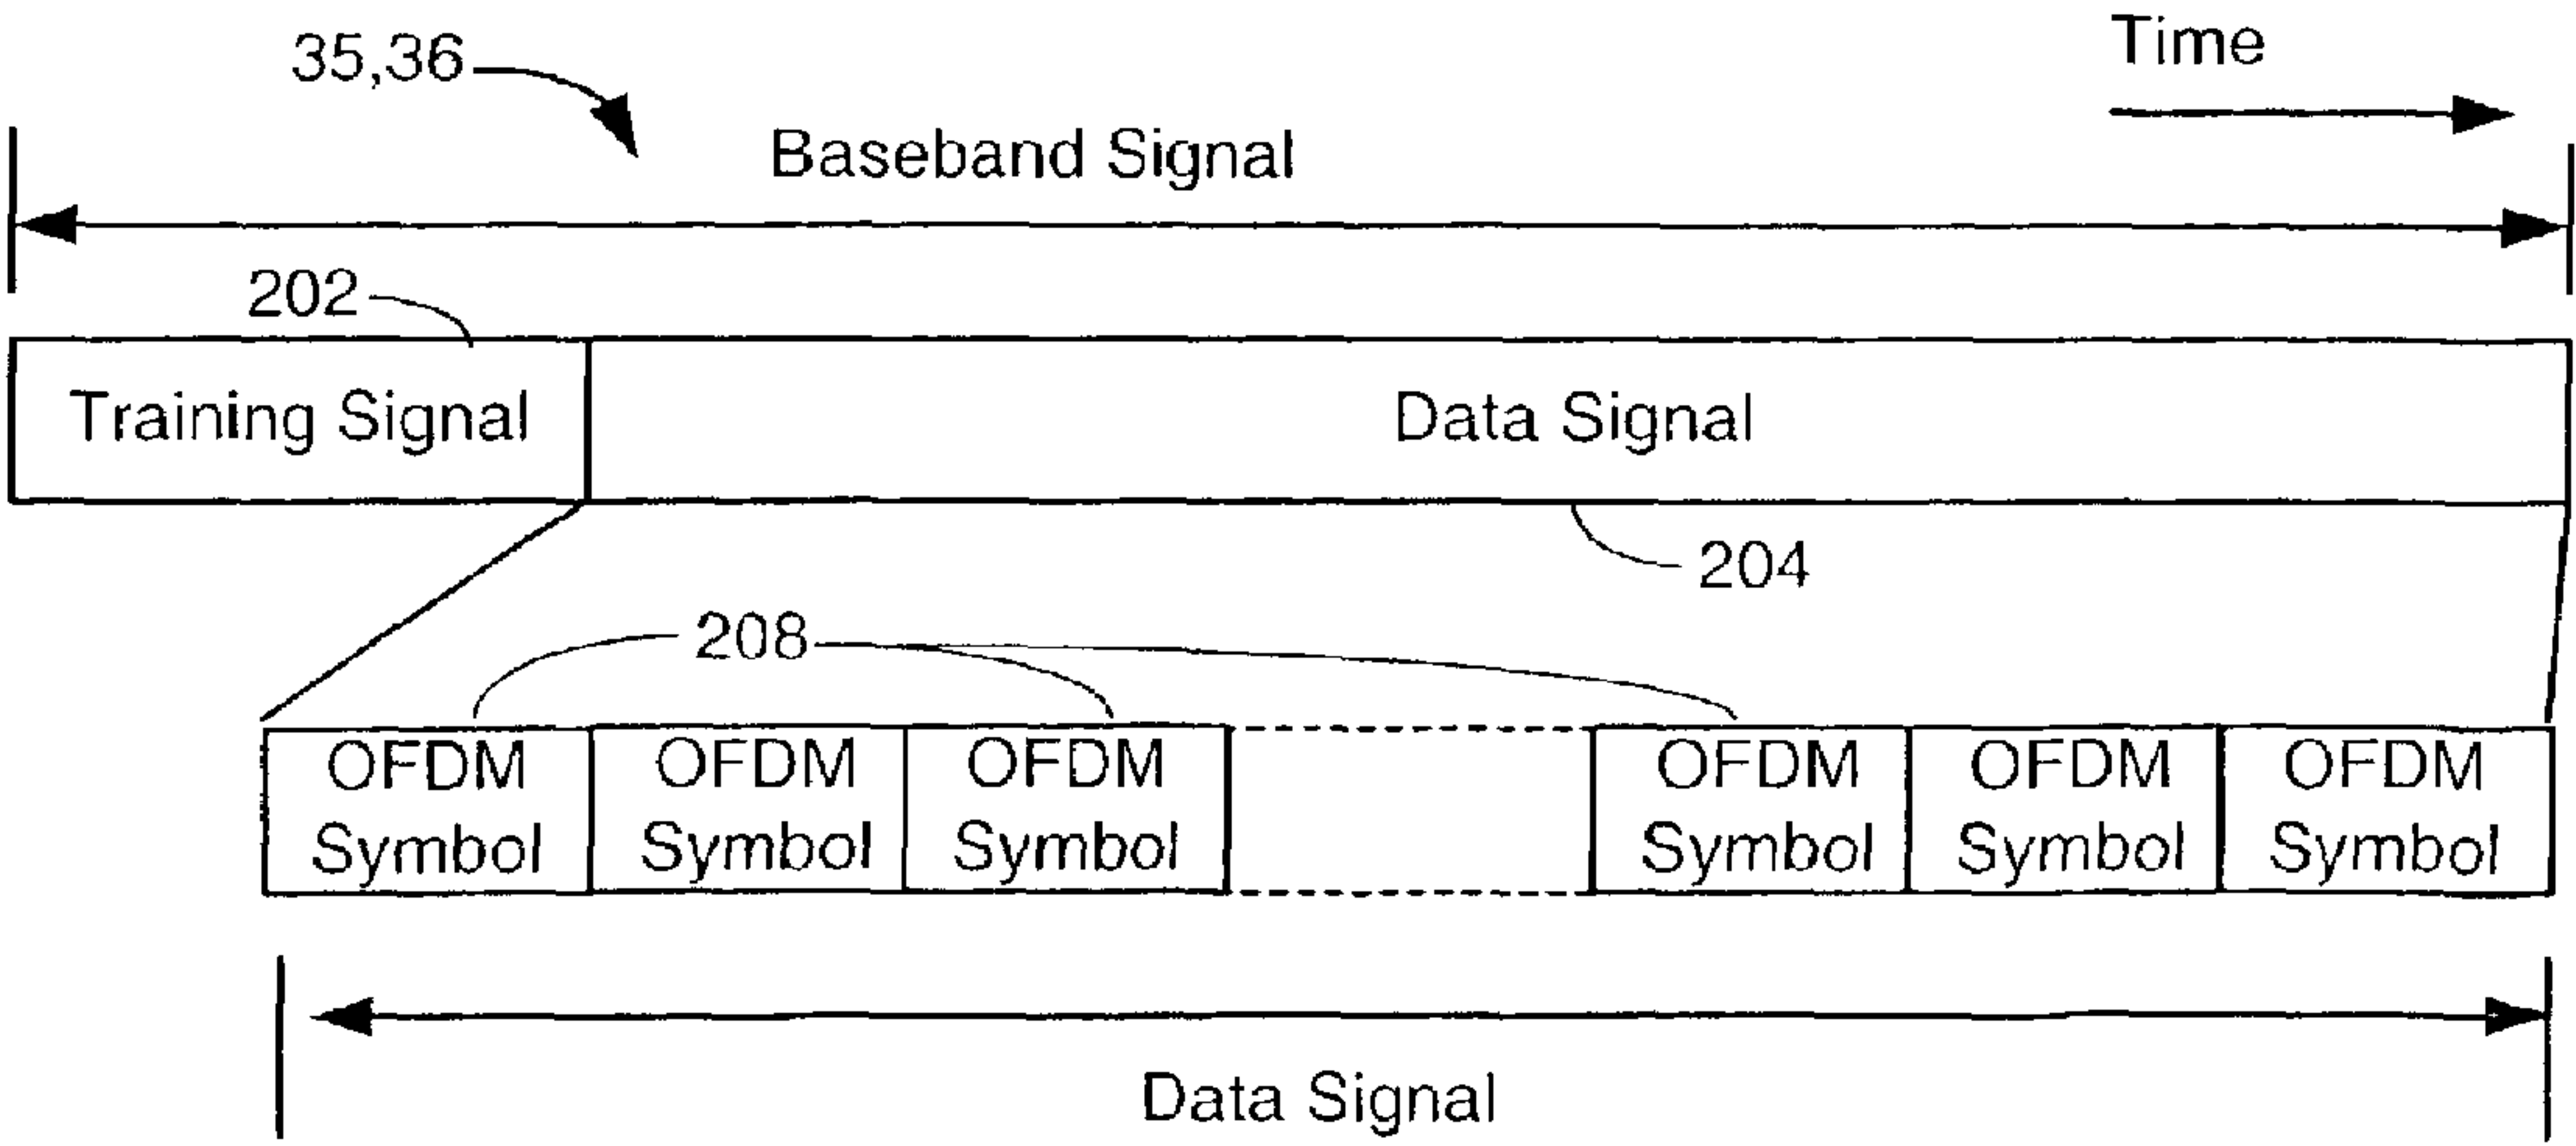 35,36
Time
Baseband Signal
202
Training Signal
Data Signal
204
208
OFDM Symbol
OFDM Symbol
OFDM Symbol
OFDM Symbol
OFDM Symbol
OFDM Symbol
Data Signal